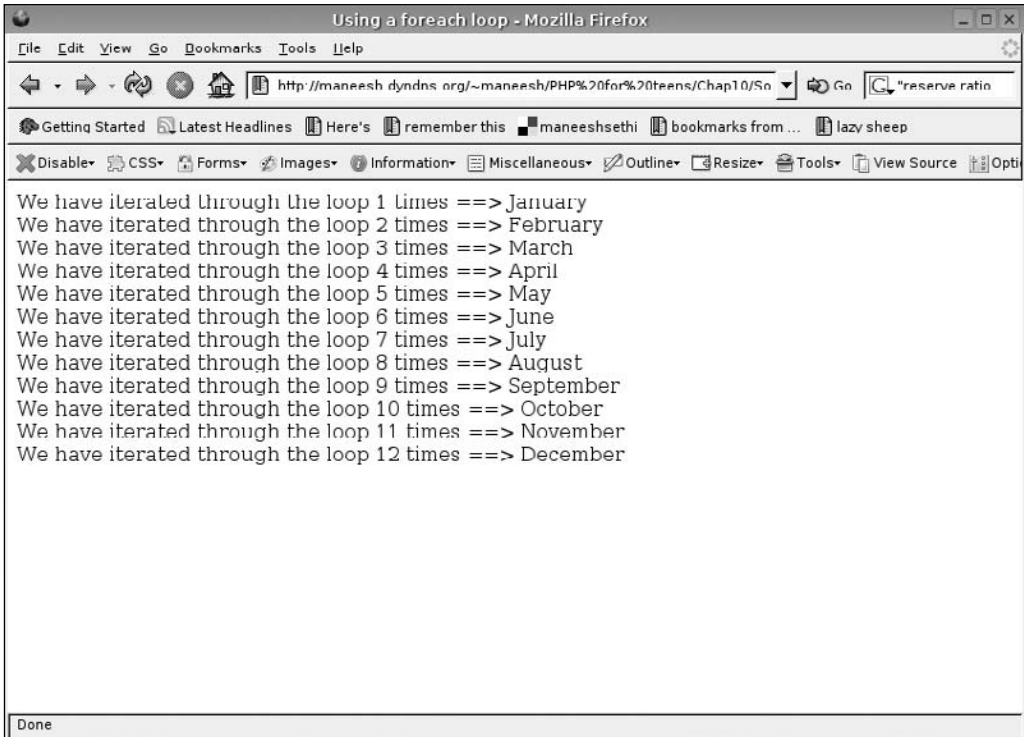 Using a foreach loop - Mozilla Firefox
File Edit View Go Bookmarks Tools Help
http://maneesh.dyndns.org/~maneesh/PHP%20for%20teens/Chap10/So Go "reserve ratio
Getting Started Latest Headlines Here's remember this maneeshsethi bookmarks from ... lazy sheep
Disable CSS Forms Images Information Miscellaneous Outline Resize Tools View Source Opti
We have iterated through the loop 1 times ==> January
We have iterated through the loop 2 times ==> February
We have iterated through the loop 3 times ==> March
We have iterated through the loop 4 times ==> April
We have iterated through the loop 5 times ==> May
We have iterated through the loop 6 times ==> June
We have iterated through the loop 7 times ==> July
We have iterated through the loop 8 times ==> August
We have iterated through the loop 9 times ==> September
We have iterated through the loop 10 times ==> October
We have iterated through the loop 11 times ==> November
We have iterated through the loop 12 times ==> December
Done